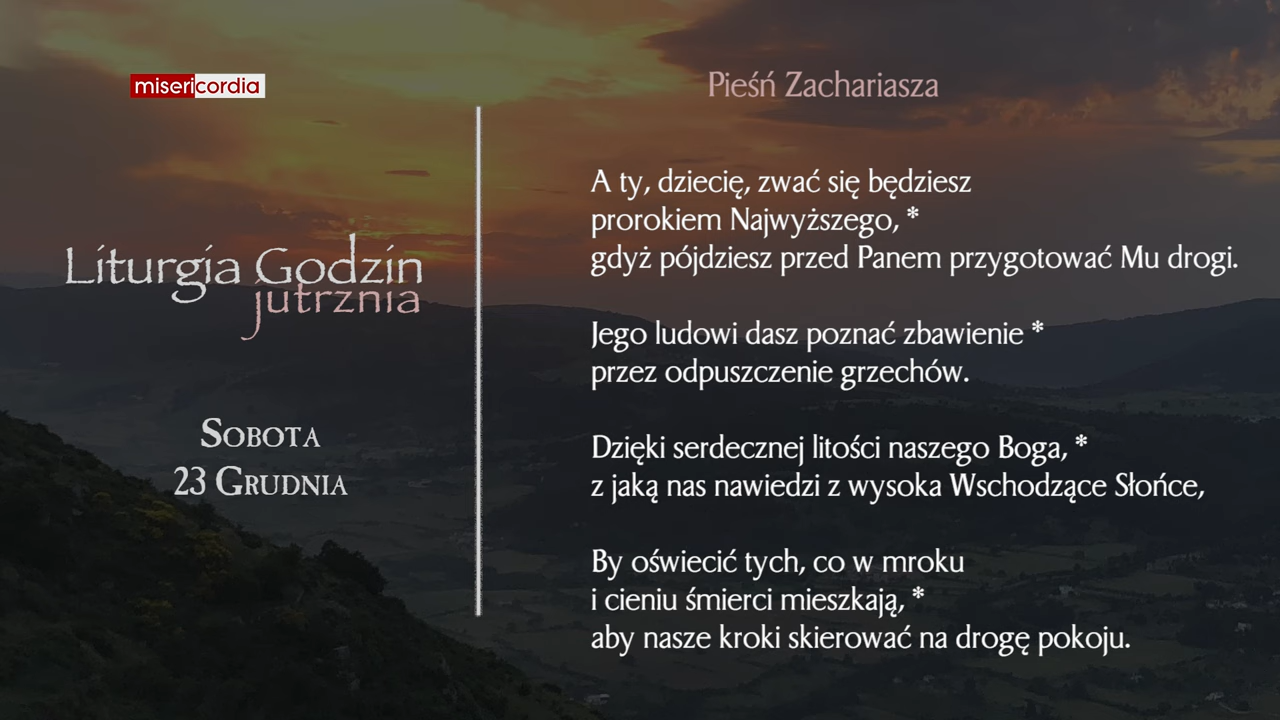 misericordia
Liturgia Godzin
jutrznia
Sobota
23 Grudnia
Pieśń Zachariasza
A ty, dziecię, zwać się będziesz
prorokiem Najwyższego, *
gdyż pójdziesz przed Panem przygotować Mu drogi.
Jego ludowi dasz poznać zbawienie *
przez odpuszczenie grzechów.
Dzięki serdecznej litości naszego Boga, *
z jaką nas nawiedzi z wysoka Wschodzące Słońce,
By oświecić tych, co w mroku
i cieniu śmierci mieszkają, *
aby nasze kroki skierować na drogę pokoju.